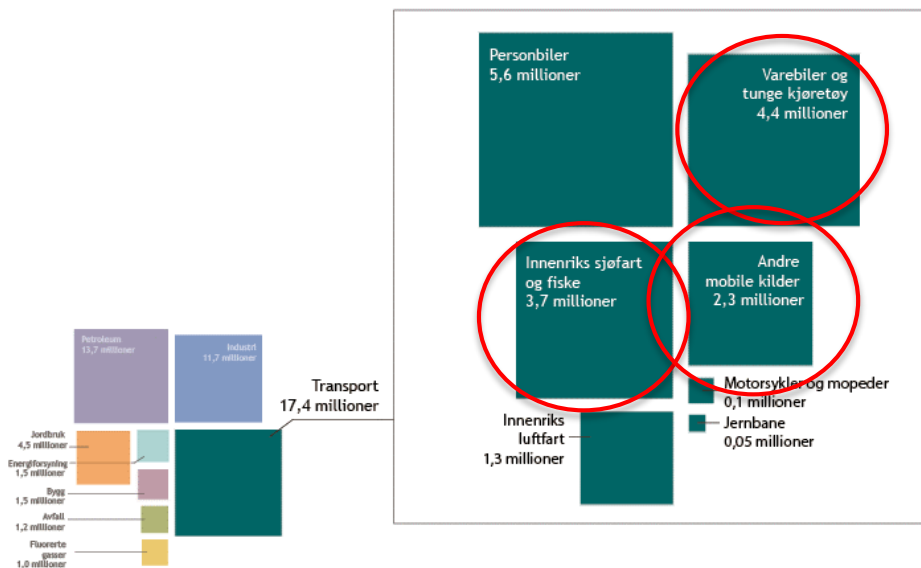 Personbiler
5,6 millioner
Varebiler og
tunge kjøretøy
4,4 millioner
Innenriks sjøfart
og fiske
3,7 millioner
Andre
mobile kilder
2,3 millioner
Motorsykler og mopeder
0,1 millioner
Jernbane
0,05 millioner
Innenriks
luftfart
1,3 millioner
Transport
17,4 millioner
Petroleum
13,7 millioner
Industri
11,7 millioner
Jordbruk
4,5 millioner
Energiforsyning
1,5 millioner
Bygg
1,5 millioner
Avfall
1,2 millioner
Fluorerte
gasser
1,0 millioner